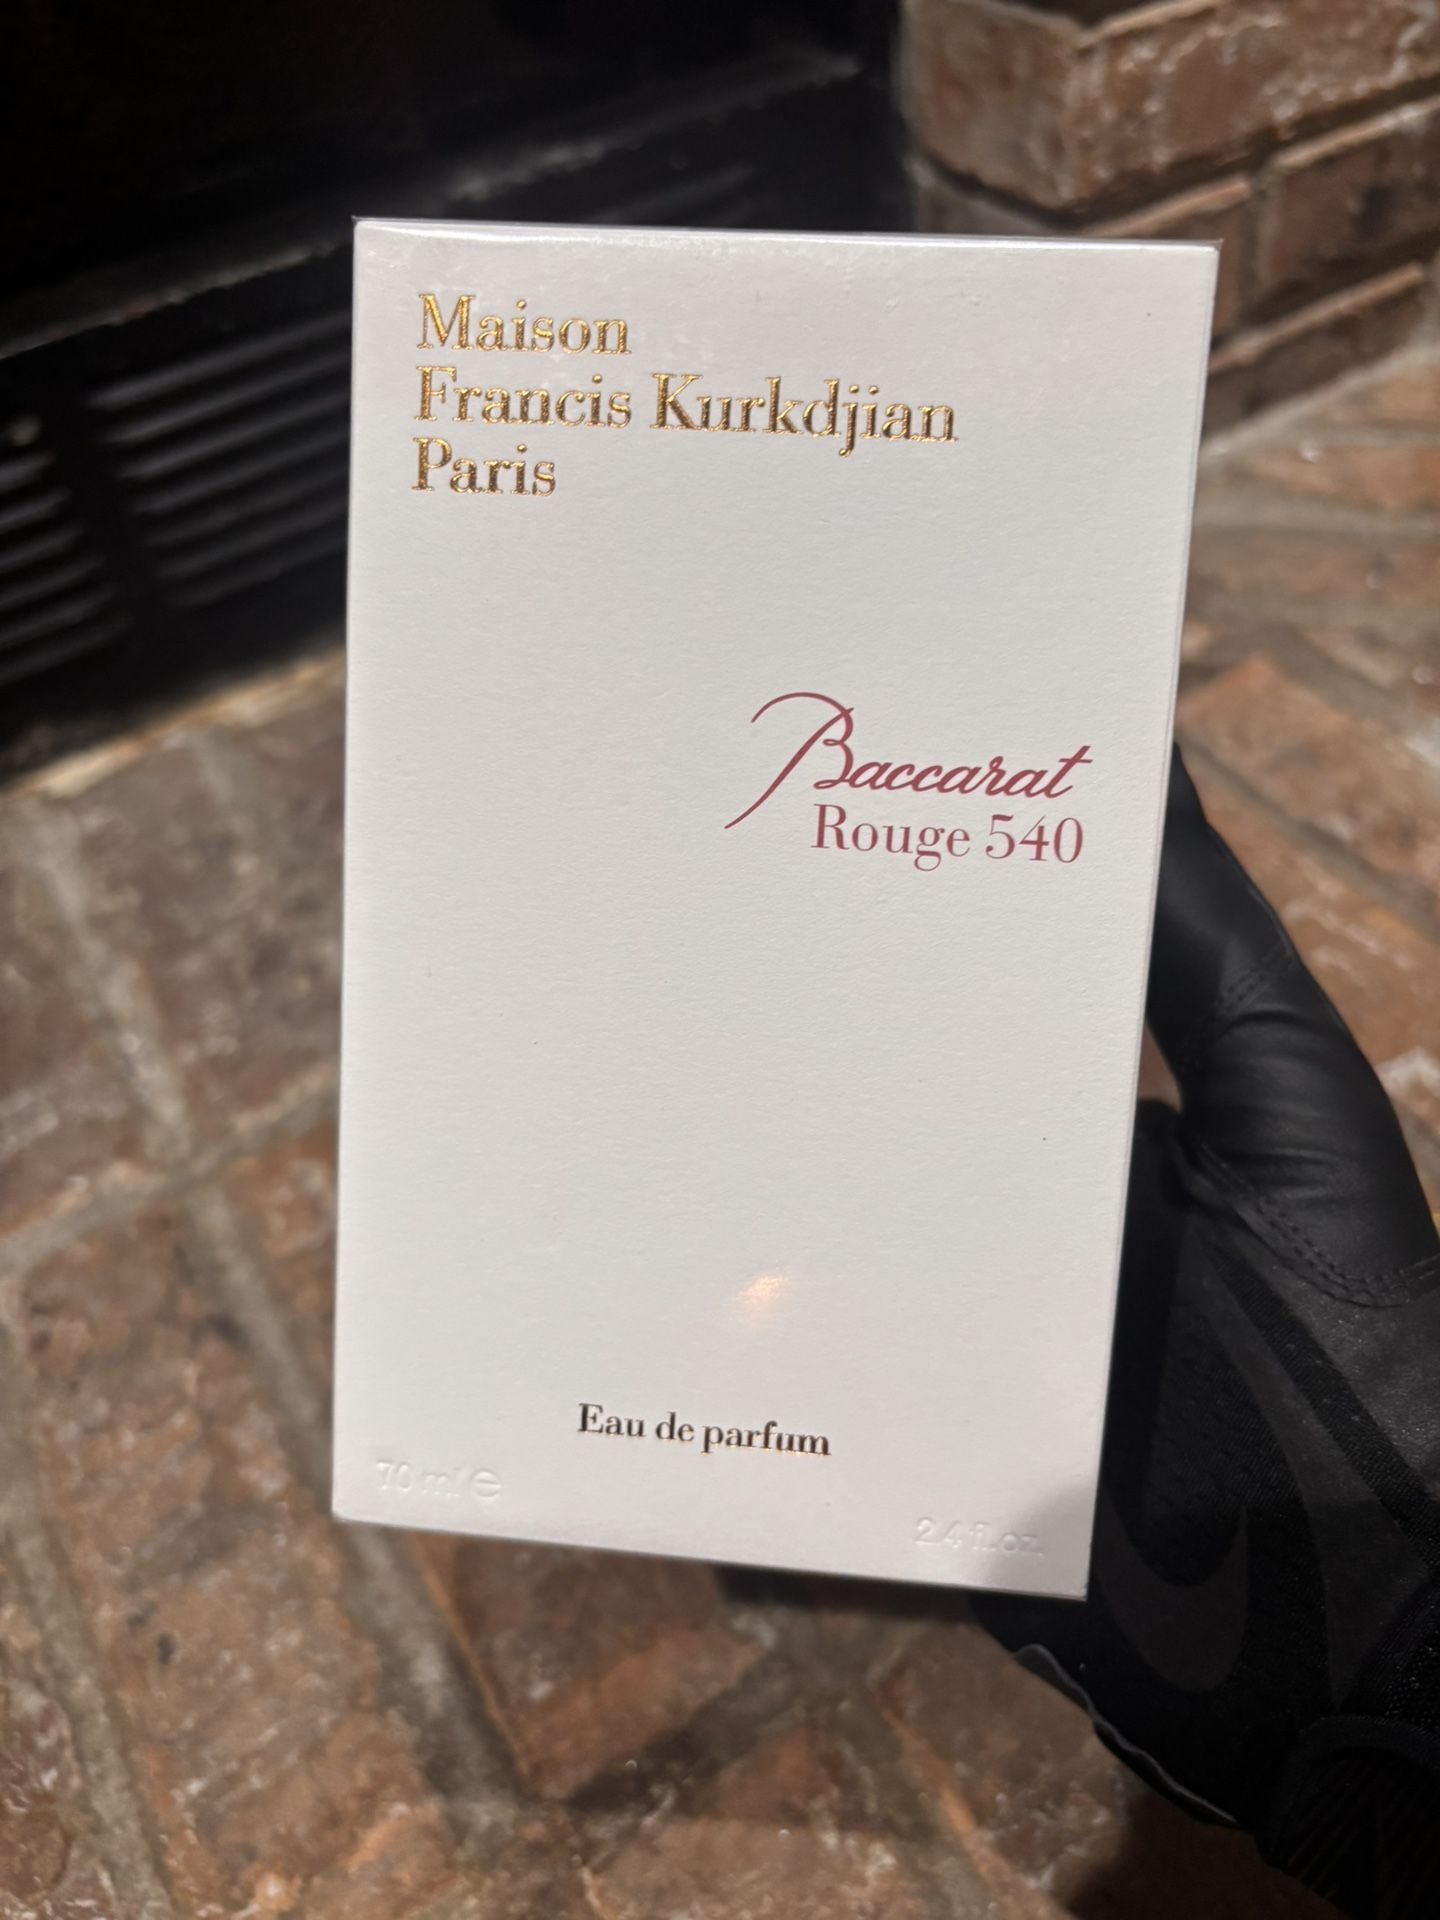 Maison
Francis Kurkdjian
Paris
Baccarat
Rouge 540
Eau de parfum
70 ml ℮
2.4 fl.oz.